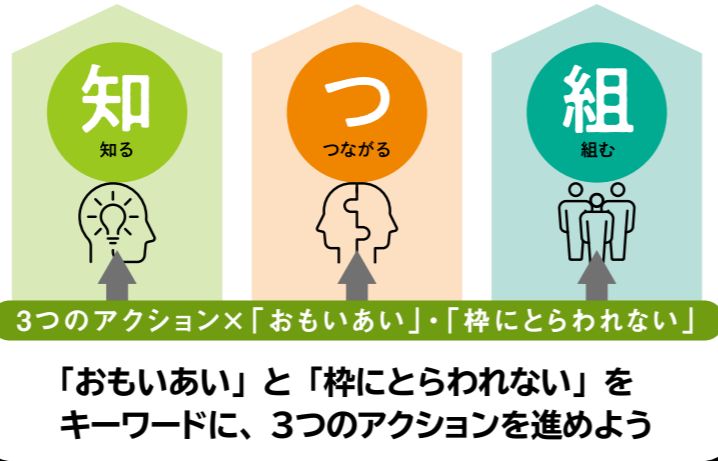 知
知る
つ
つながる
組
組む
3つのアクション×「おもいあい」・「枠にとらわれない」
「おもいあい」と「枠にとらわれない」を
キーワードに、3つのアクションを進めよう